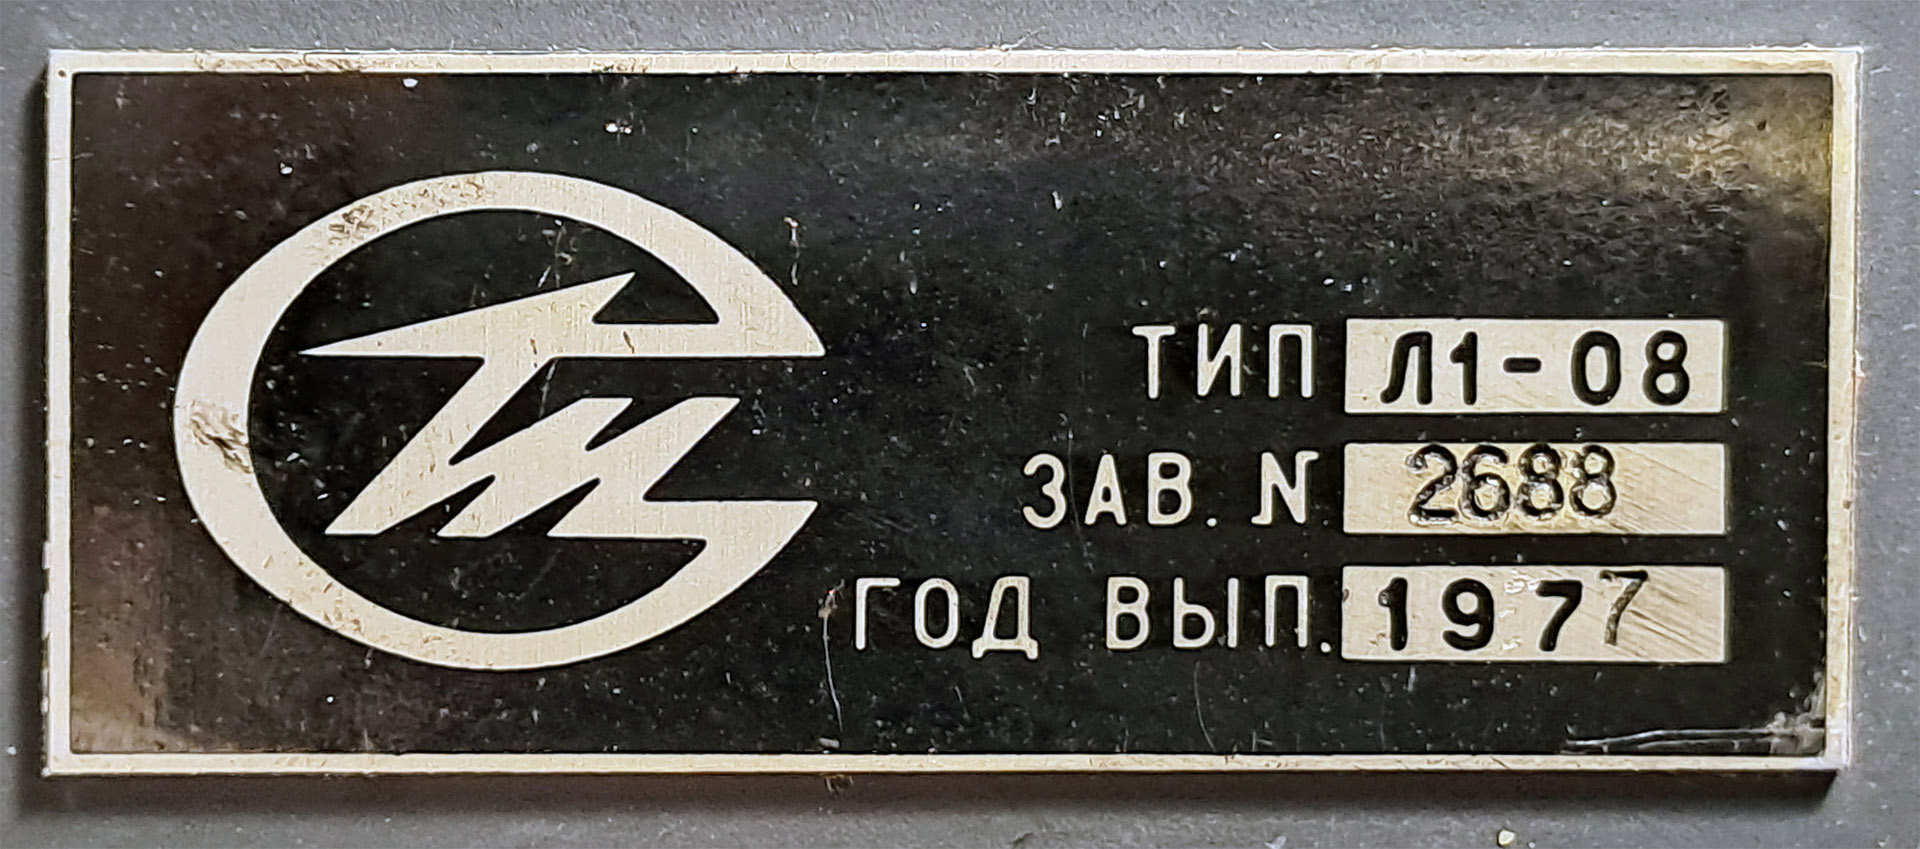 ТИП Л1-08
ЗАВ. N 2688
ГОД ВЫП. 1977